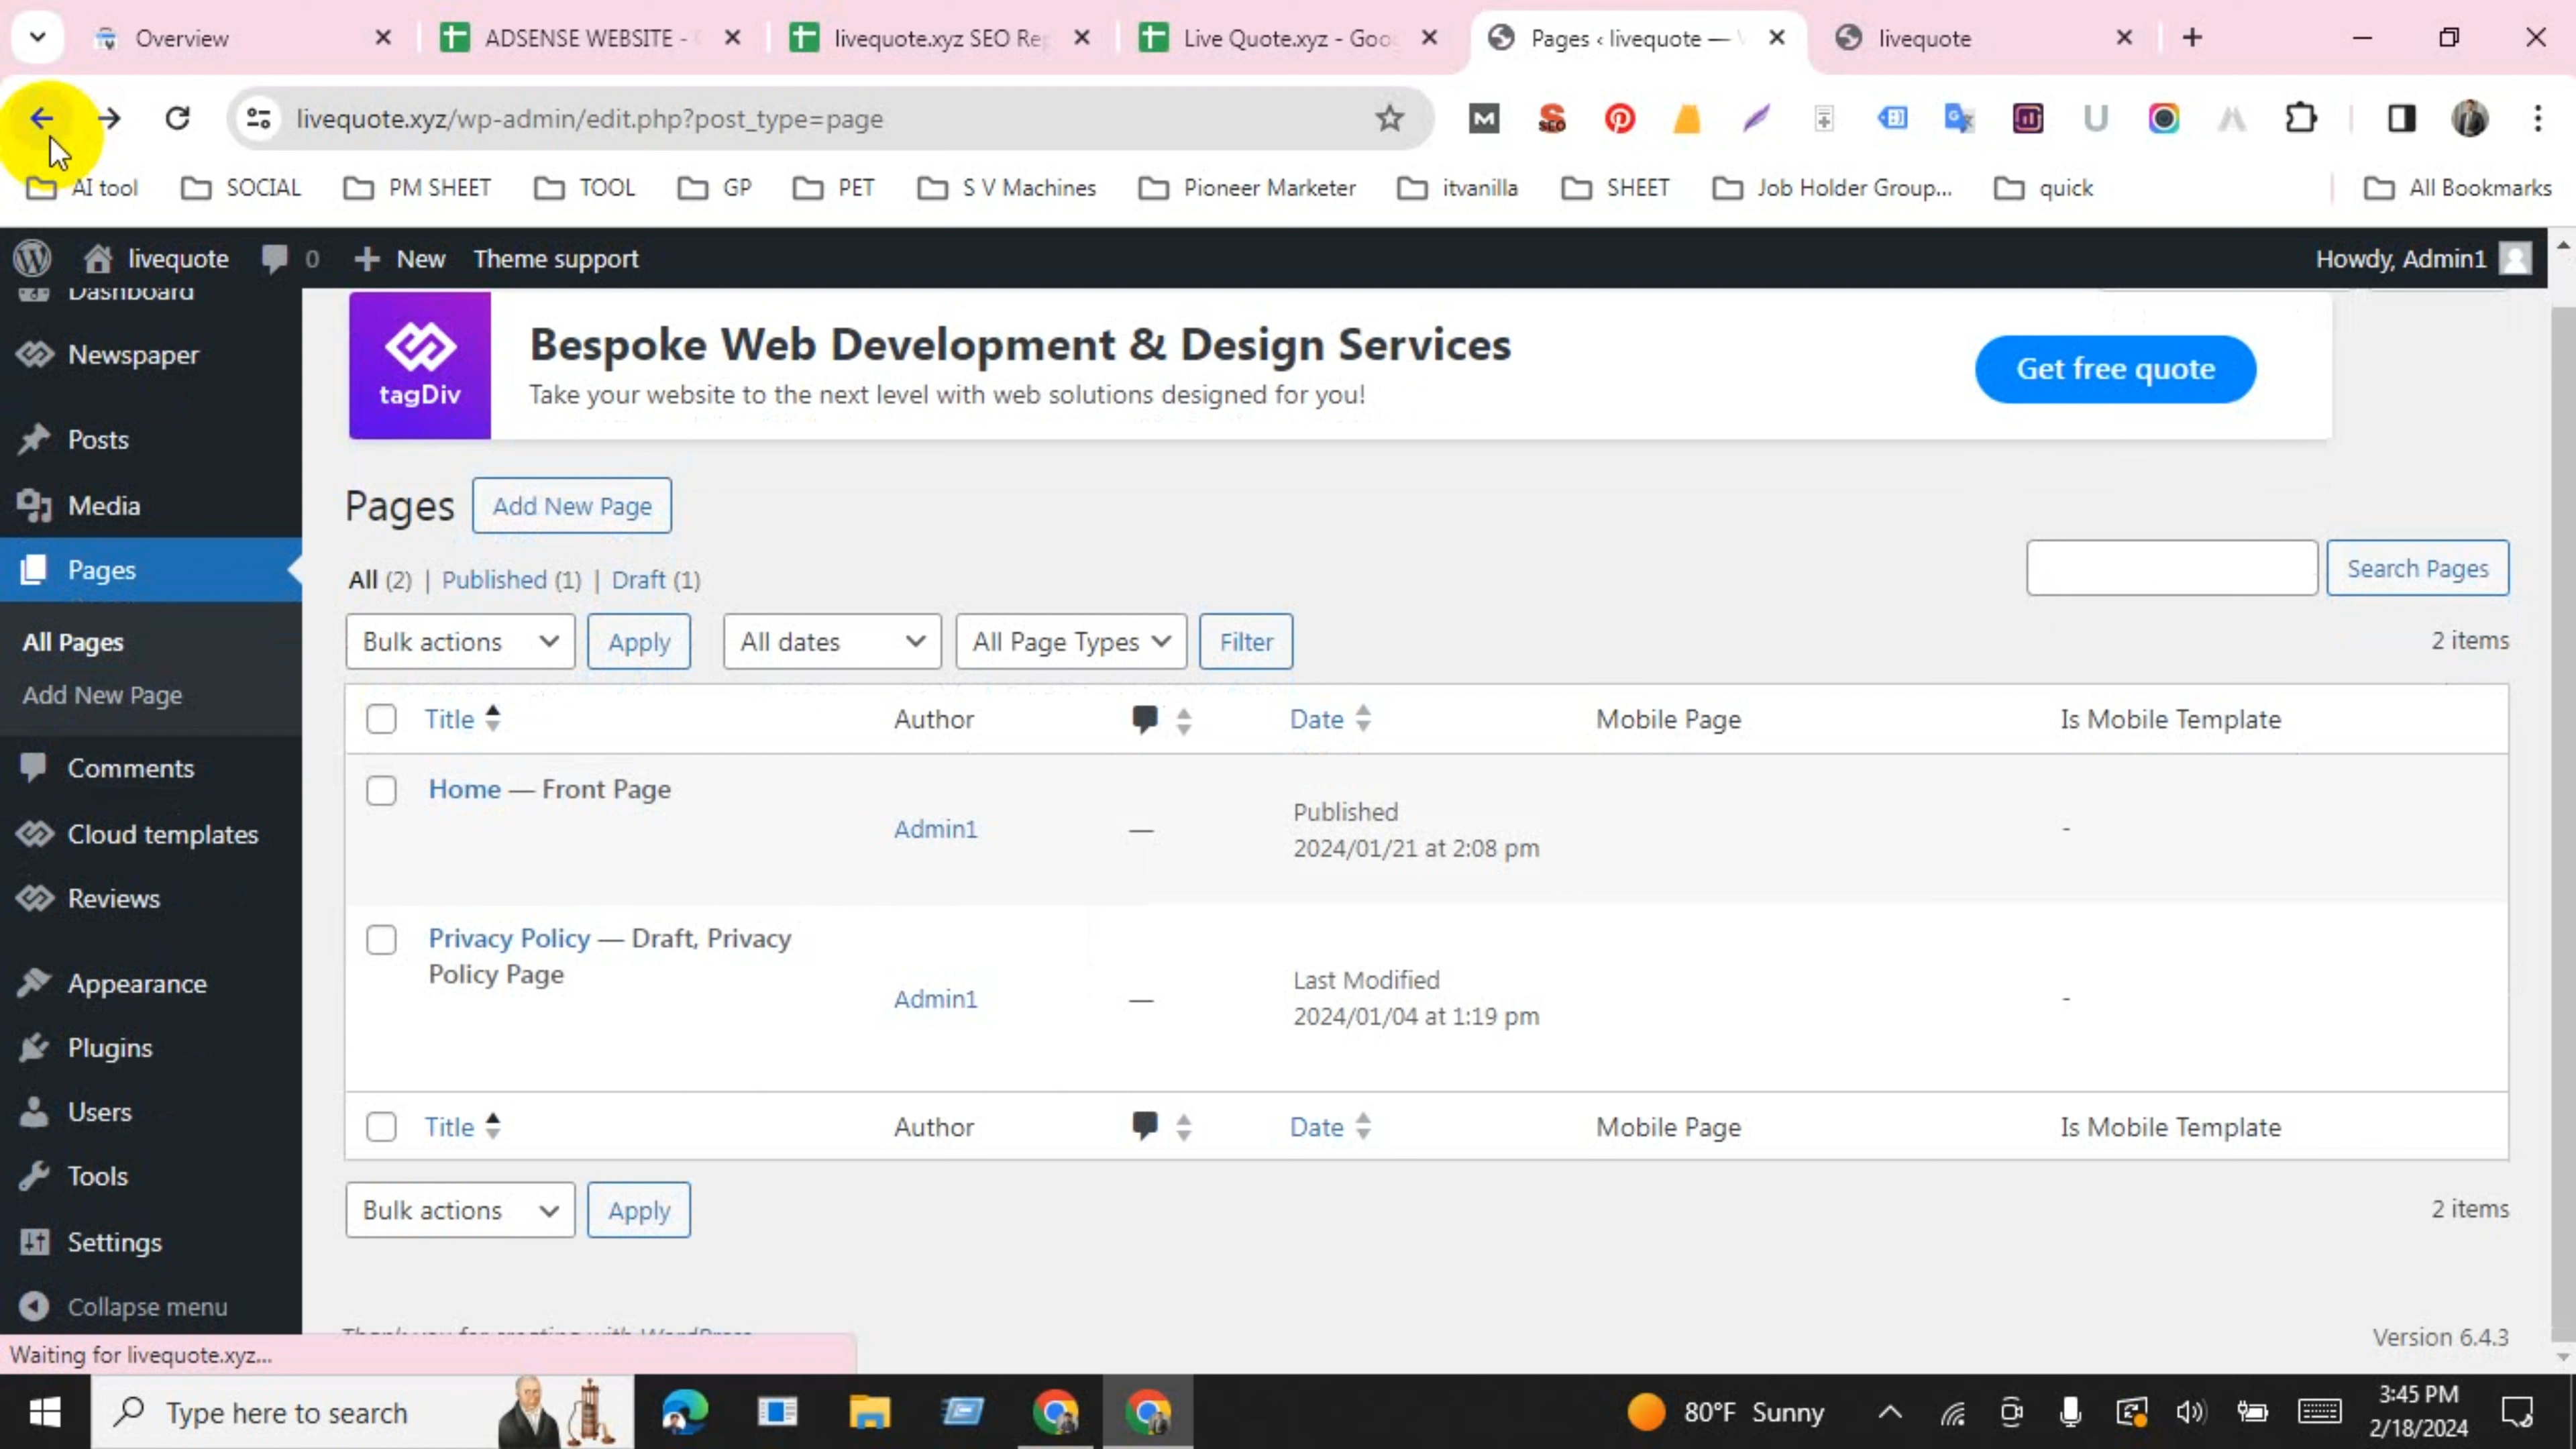 Overview
ADSENSE WEBSITE - G
livequote.xyz SEO Re
Live Quote.xyz - Goo
Pages ‹ livequote — W
livequote
livequote.xyz/wp-admin/edit.php?post_type=page
AI tool
SOCIAL
PM SHEET
TOOL
GP
PET
S V Machines
Pioneer Marketer
itvanilla
SHEET
Job Holder Group...
quick
All Bookmarks
livequote
0
New
Theme support
Howdy, Admin1
Dashboard
Newspaper
Posts
Media
Pages
All Pages
Add New Page
Comments
Cloud templates
Reviews
Appearance
Plugins
Users
Tools
Settings
Collapse menu
tagDiv
Bespoke Web Development & Design Services
Take your website to the next level with web solutions designed for you!
Get free quote
Pages
Add New Page
All (2) | Published (1) | Draft (1)
Search Pages
Bulk actions
Apply
All dates
All Page Types
Filter
2 items
Title
Author
Date
Mobile Page
Is Mobile Template
Home — Front Page
Admin1
—
Published
2024/01/21 at 2:08 pm
-
Privacy Policy — Draft, Privacy
Policy Page
Admin1
—
Last Modified
2024/01/04 at 1:19 pm
-
Title
Author
Date
Mobile Page
Is Mobile Template
Bulk actions
Apply
2 items
Thank you for creating with WordPress
Version 6.4.3
Waiting for livequote.xyz...
Type here to search
80°F Sunny
3:45 PM
2/18/2024